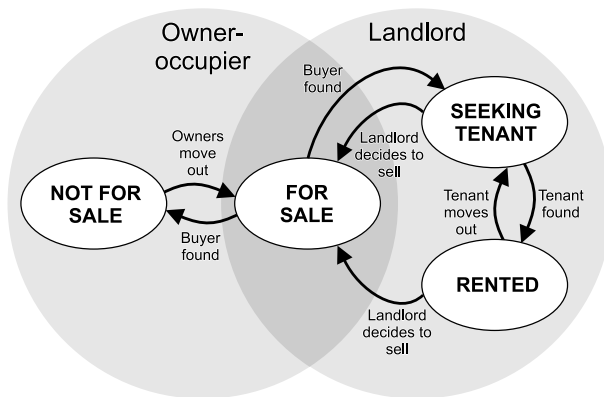 Owner-
occupier
Landlord
Buyer
found
SEEKING
TENANT
Owners
move
out
Landlord
decides to
sell
NOT FOR
SALE
FOR
SALE
Tenant
moves
out
Tenant
found
Buyer
found
RENTED
Landlord
decides to
sell